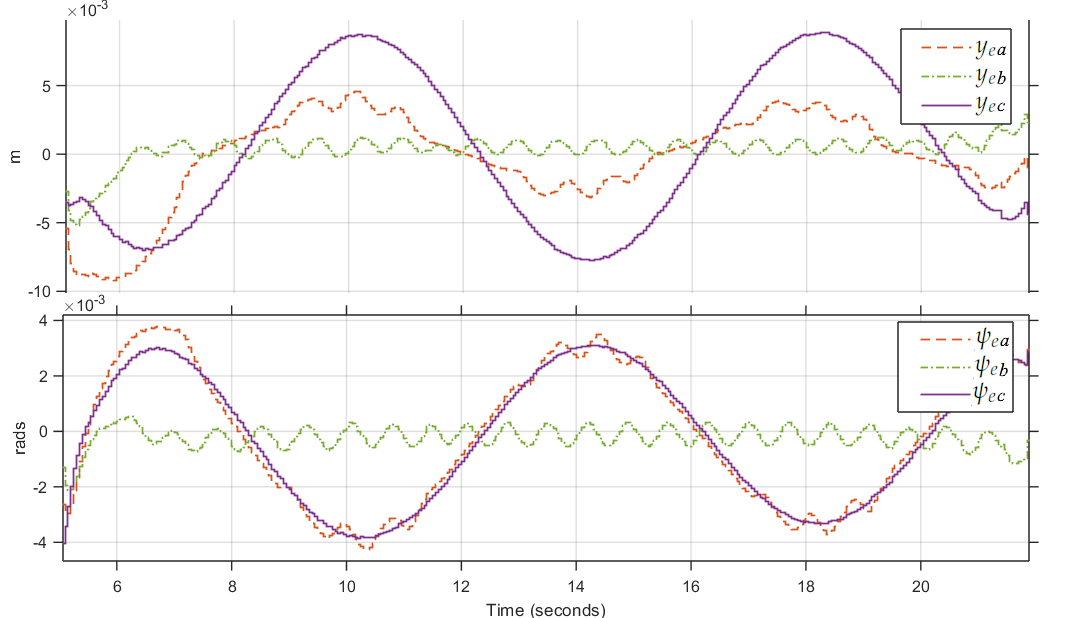 ×10⁻³
5
0
-5
-10
m
y_ea
y_eb
y_ec
×10⁻³
4
2
0
-2
-4
rads
ψ_ea
ψ_eb
ψ_ec
6 8 10 12 14 16 18 20
Time (seconds)